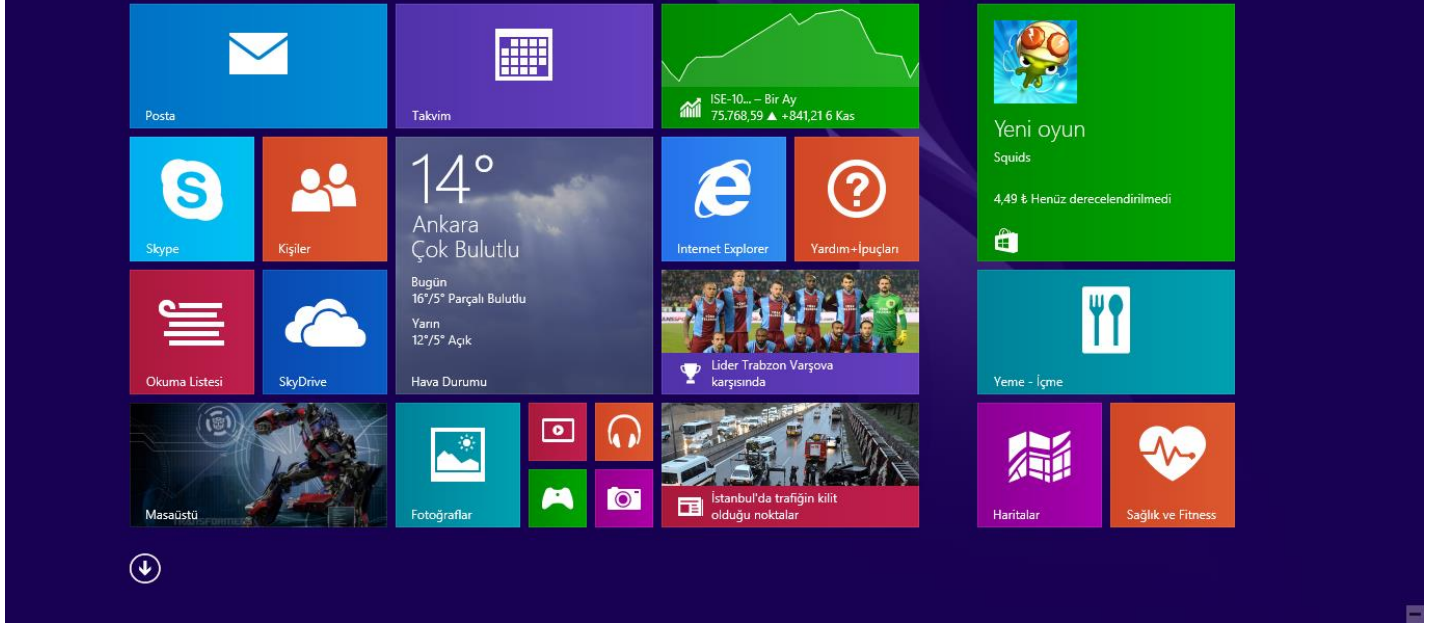 Posta
Takvim
ISE-10... – Bir Ay
75.768,59 ▲ +841,21 6 Kas
Yeni oyun
Squids
4,49 ₺ Henüz derecelendirilmedi
Skype
Kişiler
14°
Ankara
Çok Bulutlu
Bugün
16°/5° Parçalı Bulutlu
Yarın
12°/5° Açık
Hava Durumu
Internet Explorer
Yardım+İpuçları
Okuma Listesi
SkyDrive
Lider Trabzon Varşova
karşısında
Yeme - İçme
Masaüstü
TRANSFORMERS
Fotoğraflar
İstanbul'da trafiğin kilit
olduğu noktalar
Haritalar
Sağlık ve Fitness